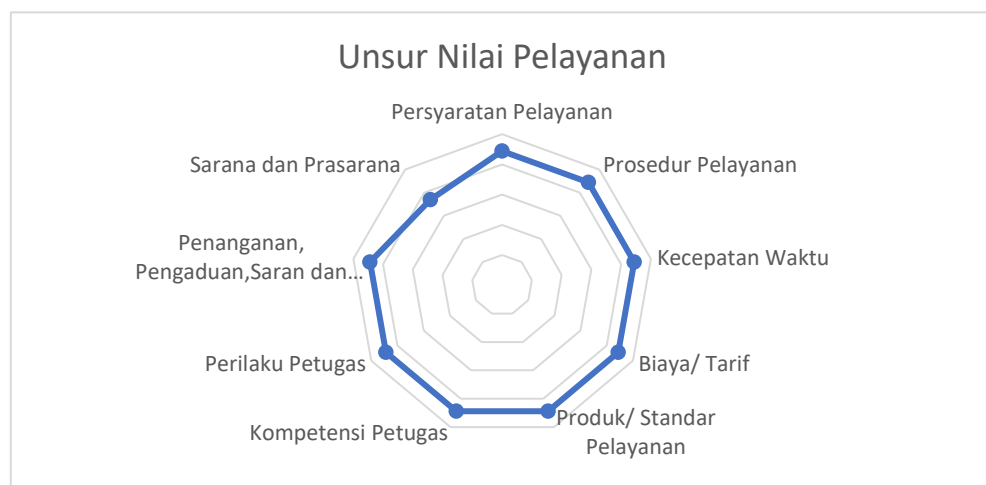 Unsur Nilai Pelayanan
Persyaratan Pelayanan
Prosedur Pelayanan
Kecepatan Waktu
Biaya/ Tarif
Produk/ Standar
Pelayanan
Kompetensi Petugas
Perilaku Petugas
Penanganan,
Pengaduan,Saran dan...
Sarana dan Prasarana